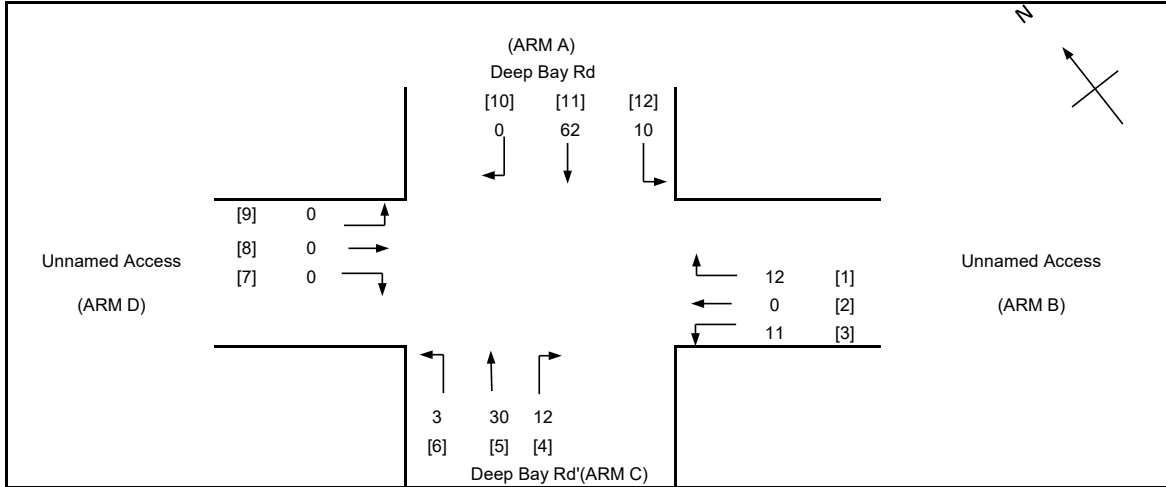 N
(ARM A)
Deep Bay Rd
[10] [11] [12]
0 62 10
[9] 0
[8] 0
[7] 0
Unnamed Access
(ARM D)
12 [1]
0 [2]
11 [3]
Unnamed Access
(ARM B)
3 30 12
[6] [5] [4]
Deep Bay Rd'(ARM C)